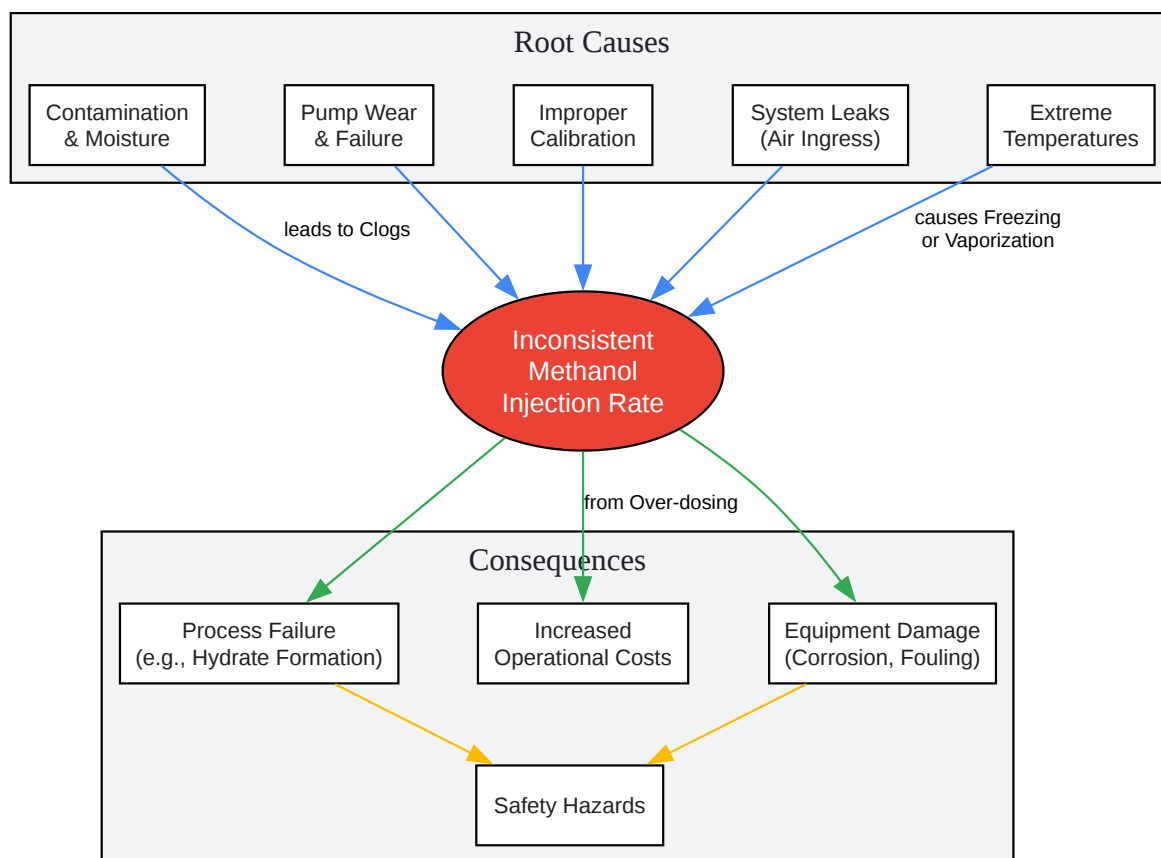 Root Causes
Contamination
& Moisture
Pump Wear
& Failure
Improper
Calibration
System Leaks
(Air Ingress)
Extreme
Temperatures
leads to Clogs
causes Freezing
or Vaporization
Inconsistent
Methanol
Injection Rate
from Over-dosing
Consequences
Process Failure
(e.g., Hydrate Formation)
Increased
Operational Costs
Equipment Damage
(Corrosion, Fouling)
Safety Hazards